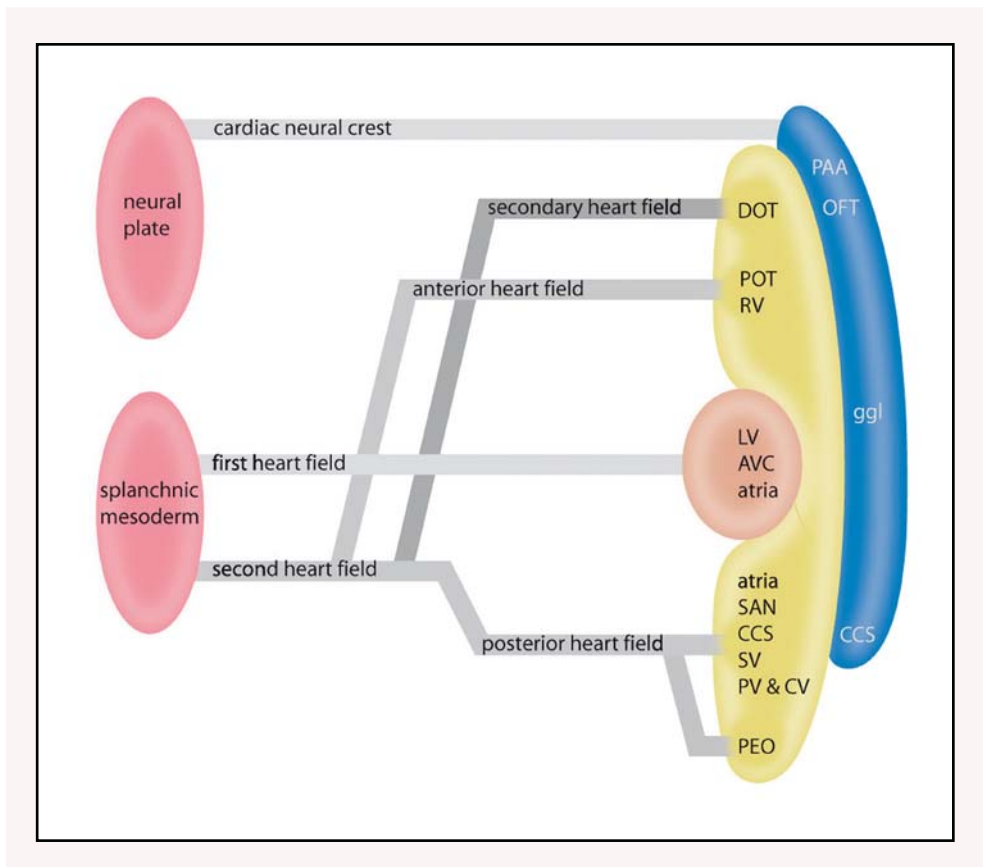 cardiac neural crest
neural
plate
secondary heart field
anterior heart field
first heart field
splanchnic
mesoderm
second heart field
posterior heart field
DOT
POT
RV
LV
AVC
atria
atria
SAN
CCS
SV
PV & CV
PEO
PAA
OFT
ggl
CCS